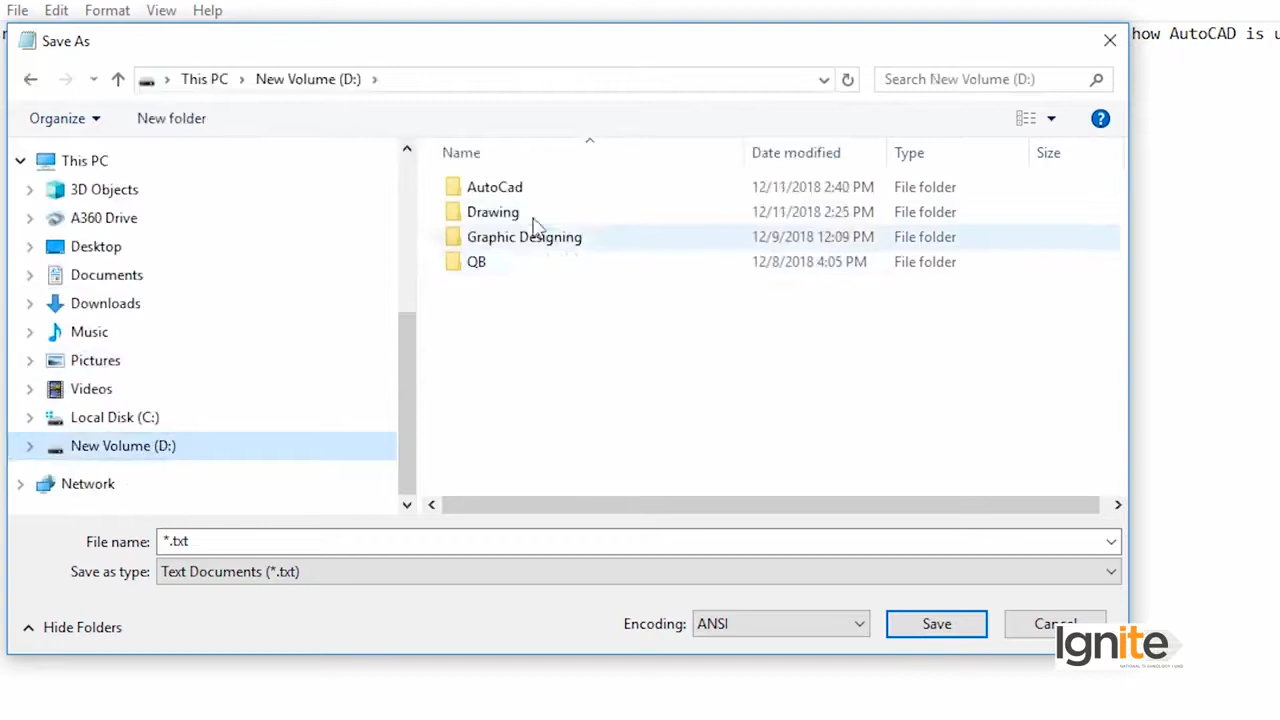 File Edit Format View Help
how AutoCAD is u
Save As
This PC New Volume (D:)
Search New Volume (D:)
Organize New folder
Name Date modified Type Size
This PC
3D Objects
A360 Drive
Desktop
Documents
Downloads
Music
Pictures
Videos
Local Disk (C:)
New Volume (D:)
Network
AutoCad 12/11/2018 2:40 PM File folder
Drawing 12/11/2018 2:25 PM File folder
Graphic Designing 12/9/2018 12:09 PM File folder
QB 12/8/2018 4:05 PM File folder
File name: *.txt
Save as type: Text Documents (*.txt)
Hide Folders
Encoding: ANSI
Save
Cancel
Ignite